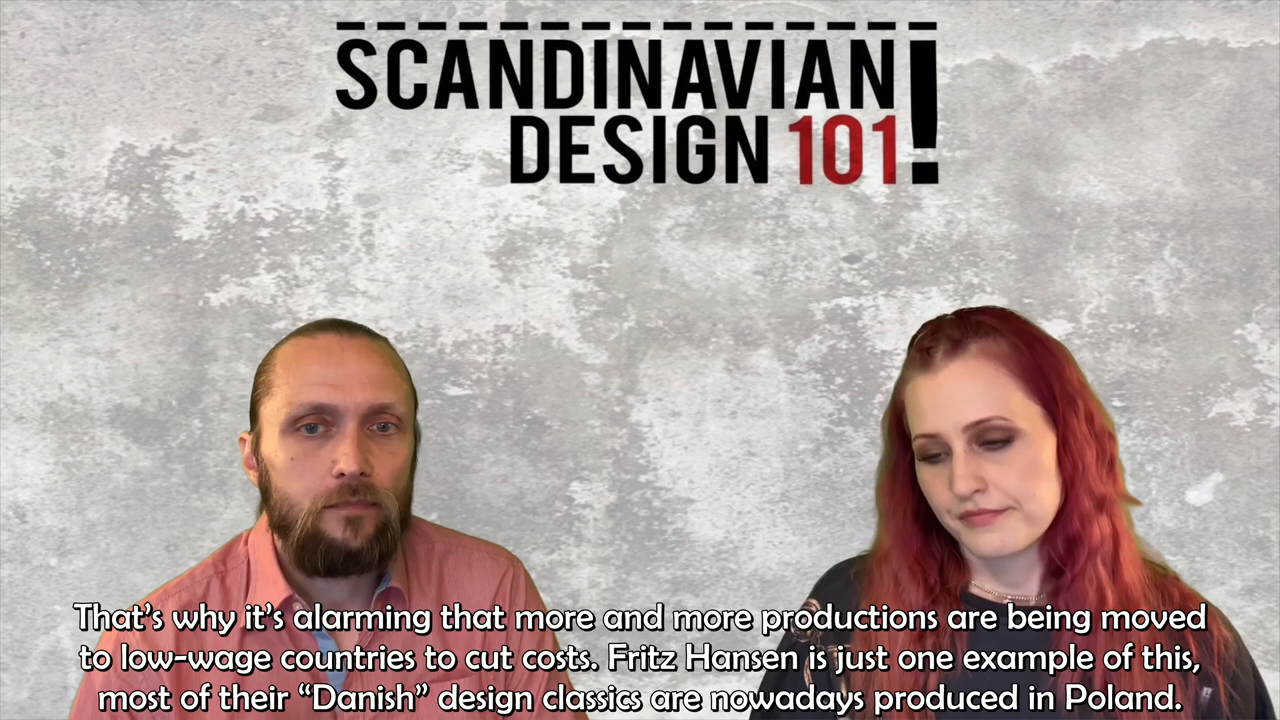 SCANDINAVIAN
DESIGN 101!
That's why it's alarming that more and more productions are being moved
to low-wage countries to cut costs. Fritz Hansen is just one example of this,
most of their “Danish” design classics are nowadays produced in Poland.